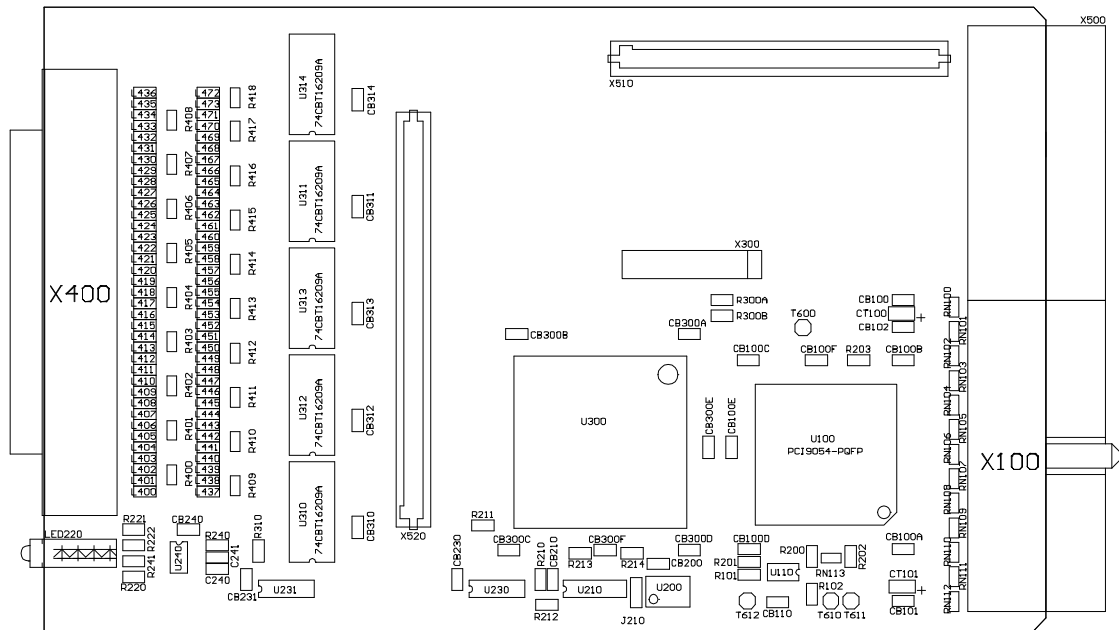 X500
X510
U314
74CBT16209A
CB314
U311
74CBT16209A
CB311
U313
74CBT16209A
CB313
U312
74CBT16209A
CB312
U310
74CBT16209A
CB310
L436
L435
L434
L433
L432
L431
L430
L429
L428
L427
L426
L425
L424
L423
L422
L421
L420
L419
L418
L417
L416
L415
L414
L413
L412
L411
L410
L409
L408
L407
L406
L405
L404
L403
L402
L401
L400
R408
R407
R406
R405
R404
R403
R402
R401
R400
L472
L473
L471
L470
L469
L468
L467
L466
L465
L464
L463
L462
L461
L460
L459
L458
L457
L456
L455
L454
L453
L452
L451
L450
L449
L448
L447
L446
L445
L444
L443
L442
L441
L440
L439
L438
L437
R418
R417
R416
R415
R414
R413
R412
R411
R410
R409
X400
X520
X300
R300A
R300B
CB300A
CB300B
T600
CB100
CT100
+
CB102
CB100C
CB100F
R203
CB100B
RN100
RN101
RN102
RN103
RN104
RN105
RN106
RN107
RN108
RN109
RN110
RN111
RN112
U300
CB300E
CB100E
U100
PCI9054-PQFP
X100
LED220
R221
R222
R241
R220
CB240
U240
R240
C241
C240
R310
CB231
U231
R211
CB230
CB300C
U230
R210
CB210
R212
R213
CB300F
R214
U210
CB200
CB300D
U200
J210
CB100D
R201
R101
U110
R200
RN113
R202
R102
T612
CB110
T610
T611
CB100A
CT101
+
CB101